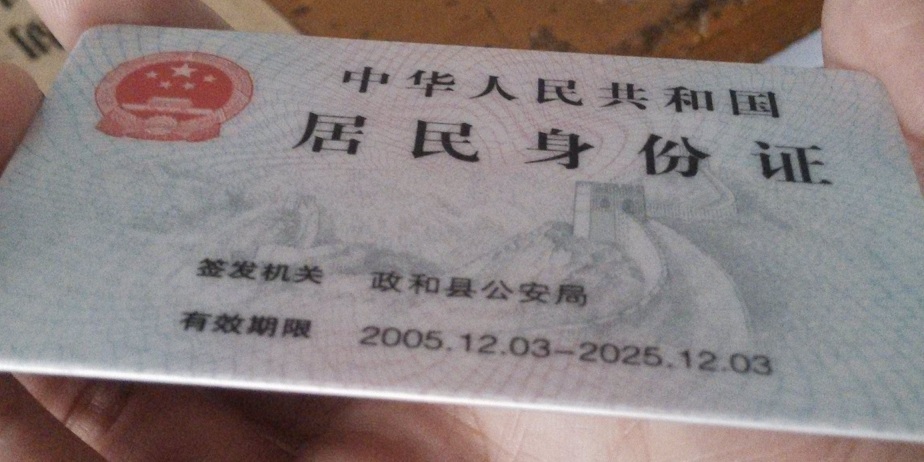 中华人民共和国
居民身份证
签发机关 政和县公安局
有效期限 2005.12.03-2025.12.03